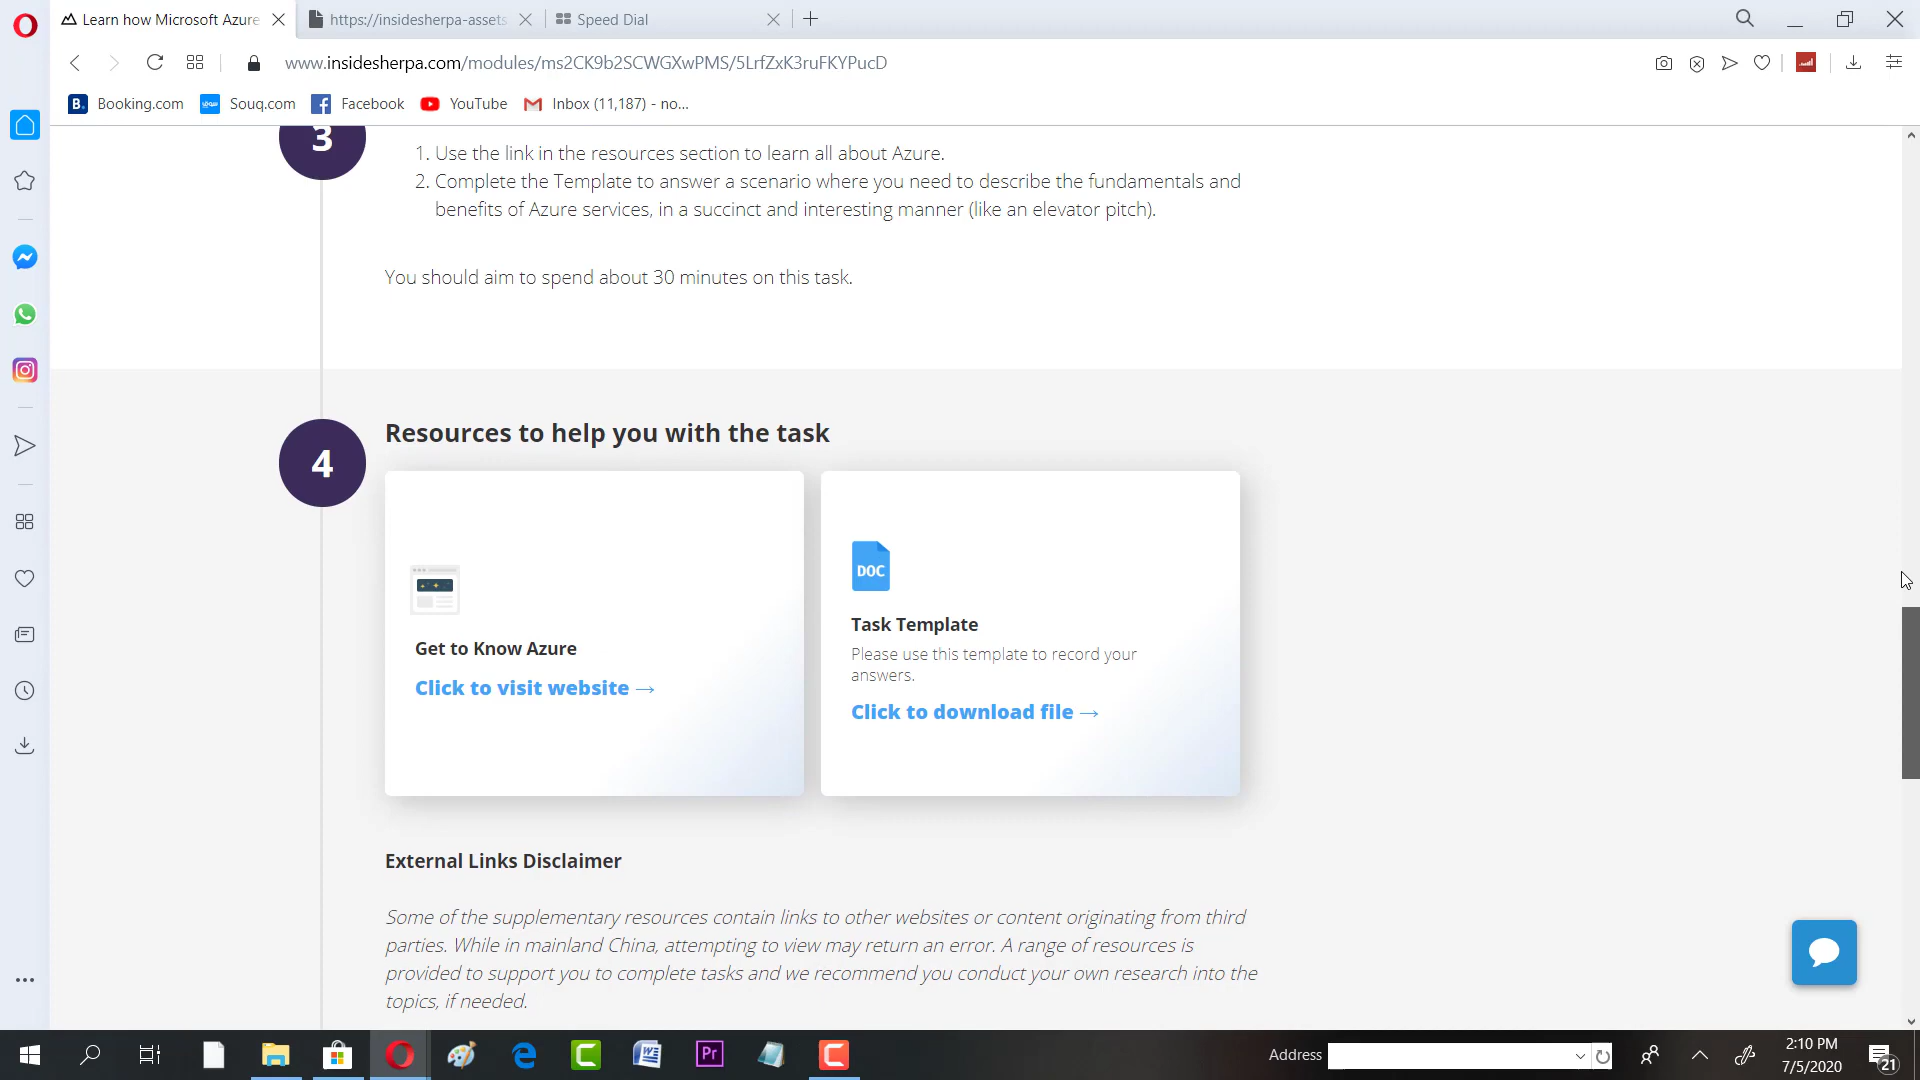 Learn how Microsoft Azure
https://insidesherpa-assets
Speed Dial
www.insidesherpa.com/modules/ms2CK9b2SCWGXwPMS/5LrfZxK3ruFKYPucD
B. Booking.com
Souq.com
Facebook
YouTube
Inbox (11,187) - no...
3
1. Use the link in the resources section to learn all about Azure.
2. Complete the Template to answer a scenario where you need to describe the fundamentals and
benefits of Azure services, in a succinct and interesting manner (like an elevator pitch).
You should aim to spend about 30 minutes on this task.
4
Resources to help you with the task
Get to Know Azure
Click to visit website →
DOC
Task Template
Please use this template to record your
answers.
Click to download file →
External Links Disclaimer
Some of the supplementary resources contain links to other websites or content originating from third
parties. While in mainland China, attempting to view may return an error. A range of resources is
provided to support you to complete tasks and we recommend you conduct your own research into the
topics, if needed.
Pr
Address
2:10 PM
7/5/2020
21